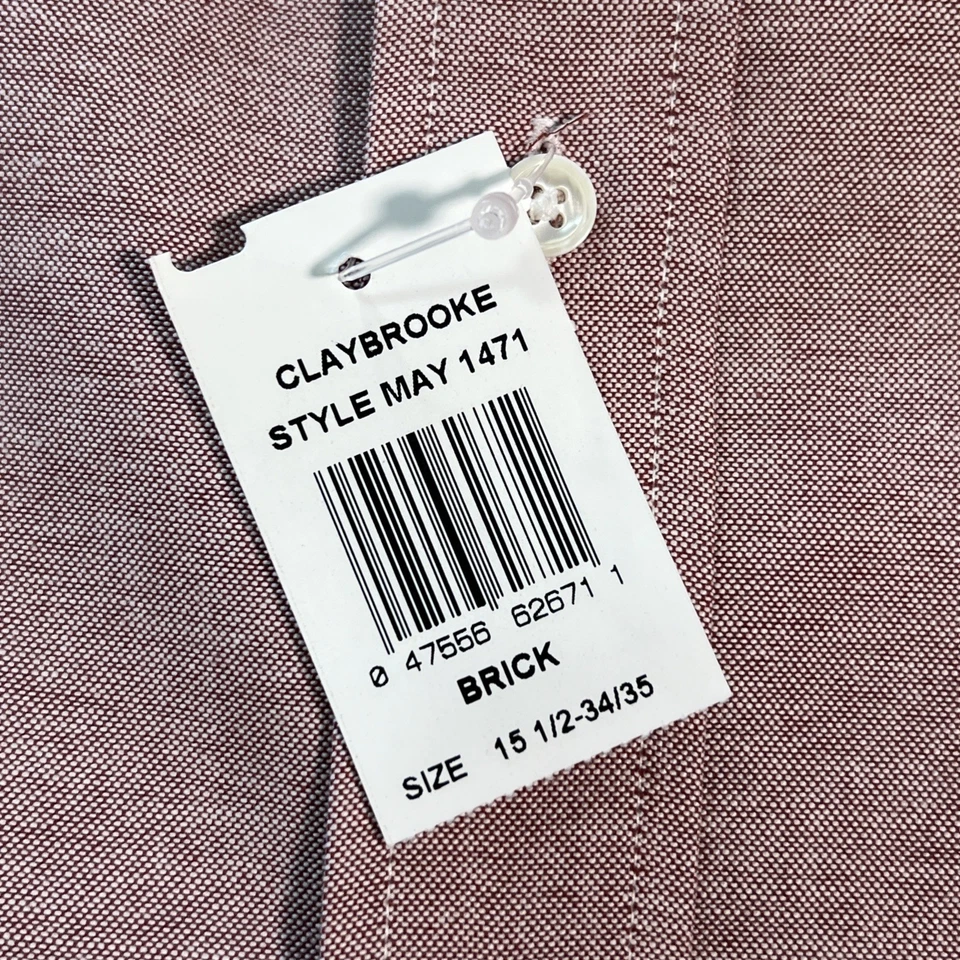 CLAYBROOKE
STYLE MAY 1471
0 47556 62671 1
BRICK
SIZE 15 1/2-34/35